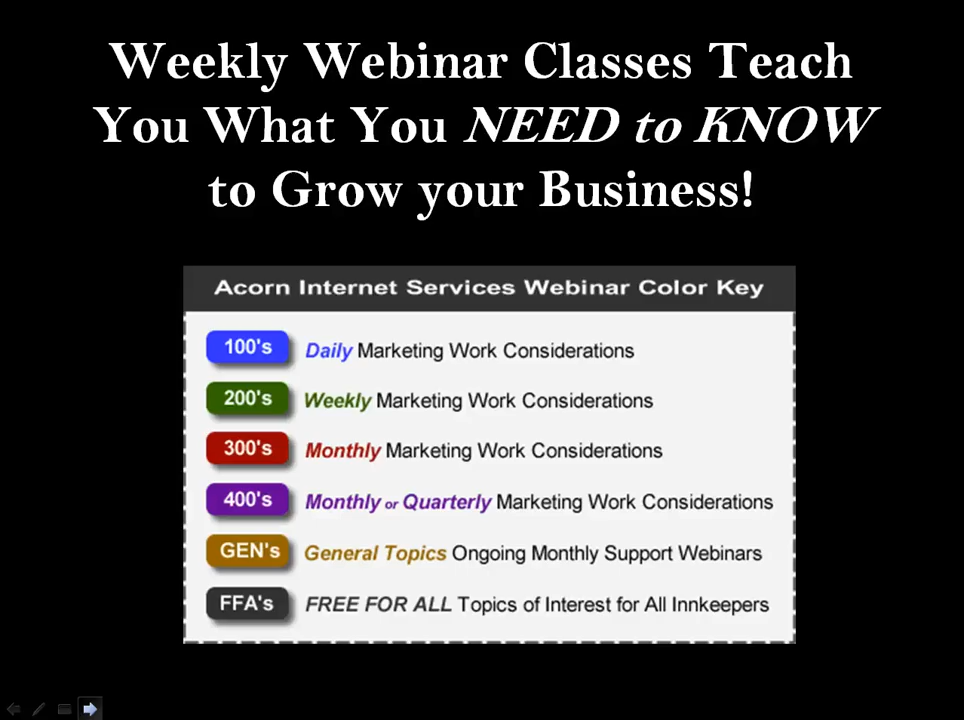 Weekly Webinar Classes Teach
You What You NEED to KNOW
to Grow your Business!
Acorn Internet Services Webinar Color Key
100's Daily Marketing Work Considerations
200's Weekly Marketing Work Considerations
300's Monthly Marketing Work Considerations
400's Monthly or Quarterly Marketing Work Considerations
GEN's General Topics Ongoing Monthly Support Webinars
FFA's FREE FOR ALL Topics of Interest for All Innkeepers